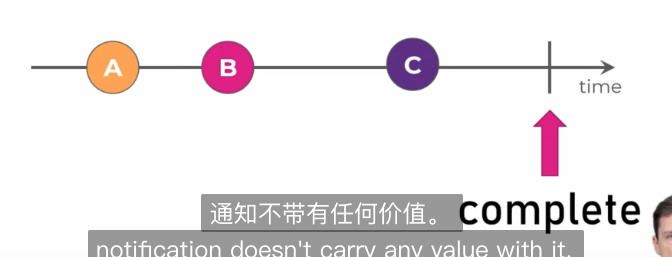 A B C
time
complete
通知不带有任何价值。
notification doesn't carry any value with it.